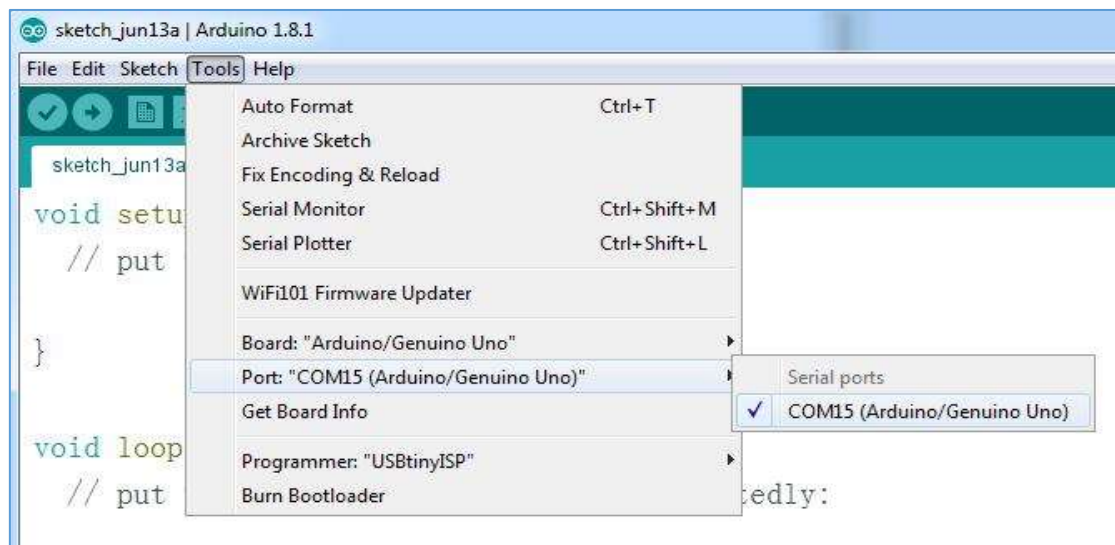 sketch_jun13a | Arduino 1.8.1
File Edit Sketch Tools Help
Auto Format Ctrl+T
Archive Sketch
sketch_jun13a
Fix Encoding & Reload
void setu
Serial Monitor Ctrl+Shift+M
Serial Plotter Ctrl+Shift+L
// put
WiFi101 Firmware Updater
Board: "Arduino/Genuino Uno"
}
Port: "COM15 (Arduino/Genuino Uno)"
Serial ports
Get Board Info
COM15 (Arduino/Genuino Uno)
void loop
Programmer: "USBtinyISP"
Burn Bootloader
// put tedly: